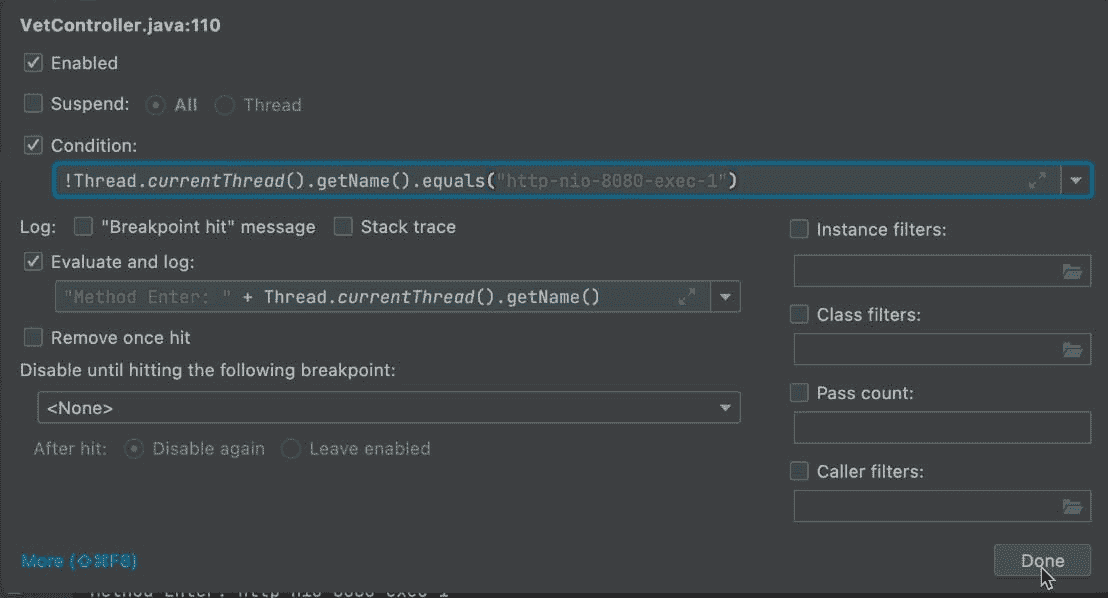 VetController.java:110
Enabled
Suspend: All Thread
Condition:
!Thread.currentThread().getName().equals("http-nio-8080-exec-1")
Log: "Breakpoint hit" message Stack trace
Evaluate and log:
"Method Enter: " + Thread.currentThread().getName()
Remove once hit
Disable until hitting the following breakpoint:
<None>
After hit: Disable again Leave enabled
Instance filters:
Class filters:
Pass count:
Caller filters:
More (⇧⌘F8)
Done
Method Enter: http-nio-8080-exec-1